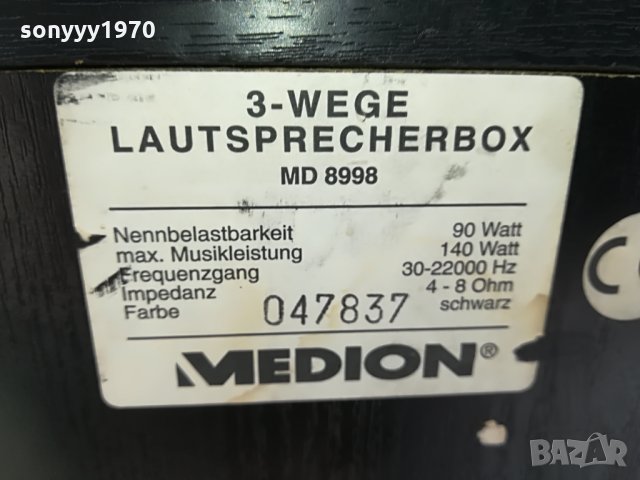 sonyyy1970
3-WEGE
LAUTSPRECHERBOX
MD 8998
Nennbelastbarkeit 90 Watt
max. Musikleistung 140 Watt
Frequenzgang 30-22000 Hz
Impedanz 4 - 8 Ohm
Farbe schwarz
047837
MEDION®
BAZAR